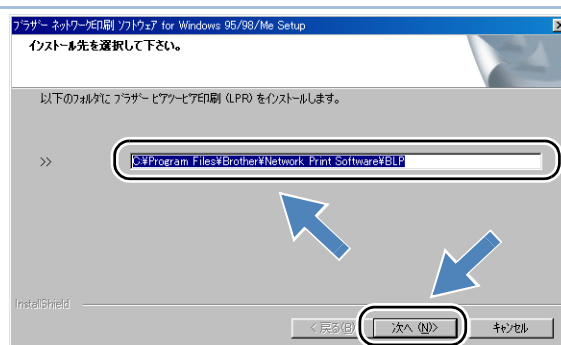 ブラザー ネットワーク印刷 ソフトウェア for Windows 95/98/Me Setup
インストール先を選択して下さい。
以下のフォルダに ブラザー ピアツーピア印刷 (LPR) をインストールします。
>> C:¥Program Files¥Brother¥Network Print Software¥BLP
InstallShield
< 戻る(B) 次へ (N)> キャンセル